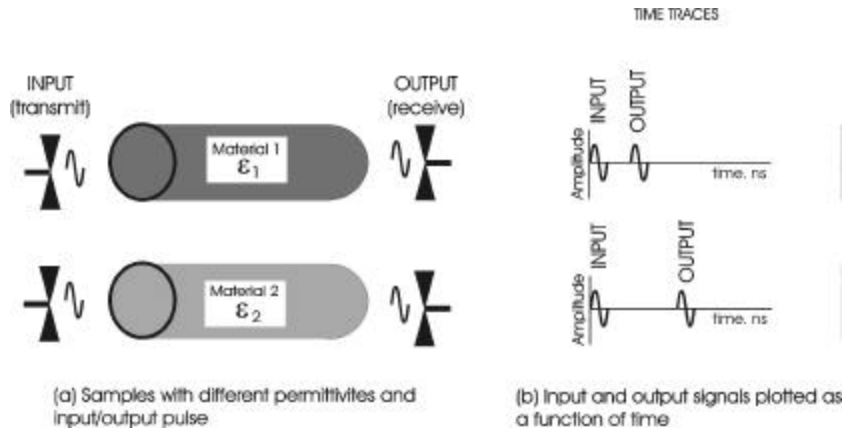 TIME TRACES
INPUT
(transmit)
OUTPUT
(receive)
Material 1
ε1
Material 2
ε2
INPUT
OUTPUT
Amplitude
time, ns
INPUT
OUTPUT
Amplitude
time, ns
(a) Samples with different permittivites and
input/output pulse
(b) Input and output signals plotted as
a function of time